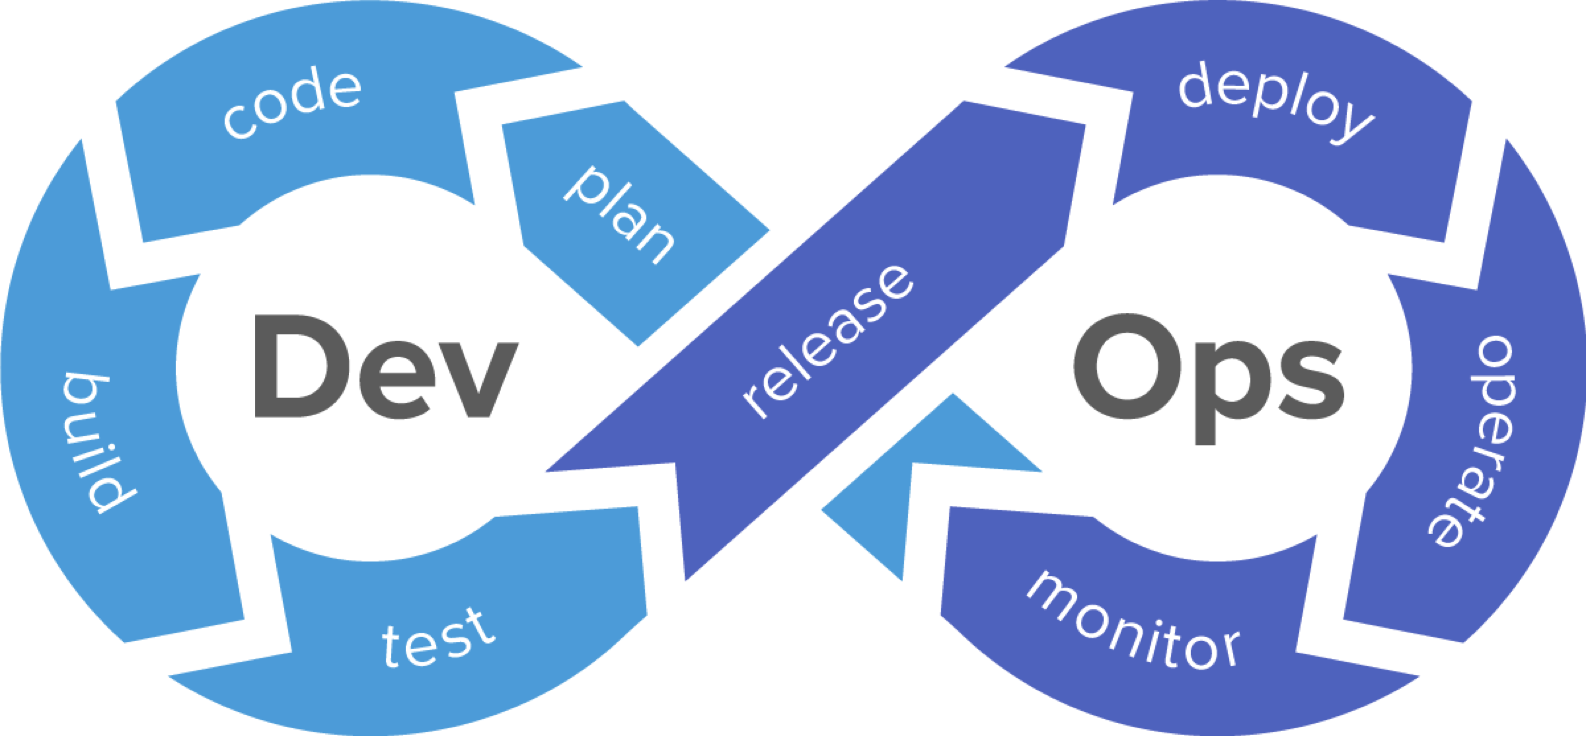 code
plan
build
test
Dev
release
Ops
deploy
operate
monitor